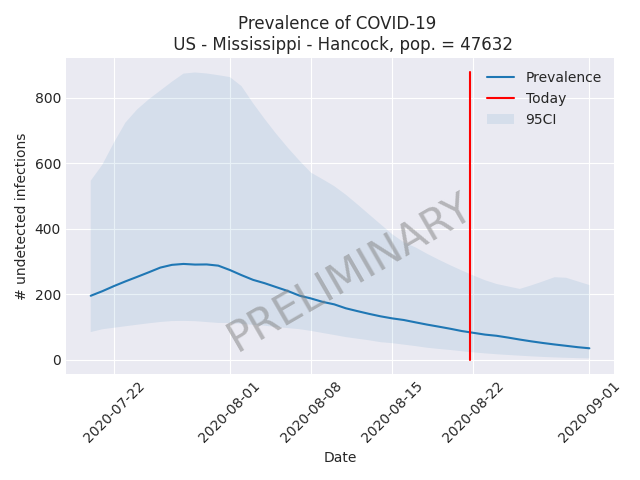 Prevalence of COVID-19
US - Mississippi - Hancock, pop. = 47632
# undetected infections
800
600
400
200
0
Prevalence
Today
95CI
PRELIMINARY
2020-07-22
2020-08-01
2020-08-08
2020-08-15
2020-08-22
2020-09-01
Date